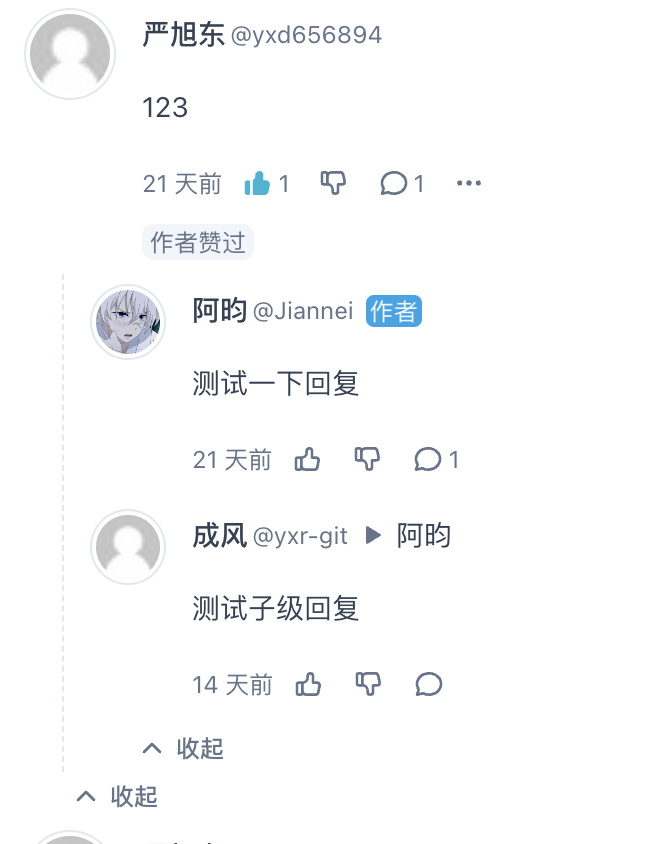 严旭东 @yxd656894
123
21 天前 1 1
作者赞过
阿昀 @Jiannei 作者
测试一下回复
21 天前 1
成风 @yxr-git ▶ 阿昀
测试子级回复
14 天前
收起
收起